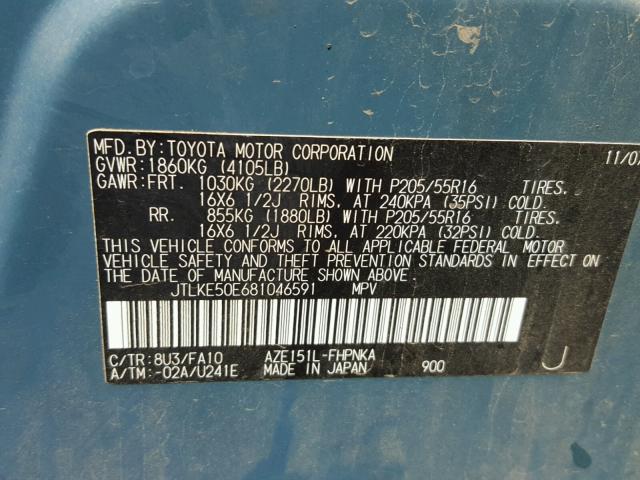 MFD.BY:TOYOTA MOTOR CORPORATION 11/07
GVWR:1860KG (4105LB)
GAWR:FRT. 1030KG (2270LB) WITH P205/55R16 TIRES,
16X6 1/2J RIMS, AT 240KPA (35PSI) COLD.
RR. 855KG (1880LB) WITH P205/55R16 TIRES,
16X6 1/2J RIMS, AT 220KPA (32PSI) COLD.
THIS VEHICLE CONFORMS TO ALL APPLICABLE FEDERAL MOTOR
VEHICLE SAFETY AND THEFT PREVENTION STANDARDS IN EFFECT ON
THE DATE OF MANUFACTURE SHOWN ABOVE.
JTLKE50E681046591 MPV
C/TR:8U3/FA10 AZE151L-FHPNKA
A/TM:-02A/U241E MADE IN JAPAN 900 J